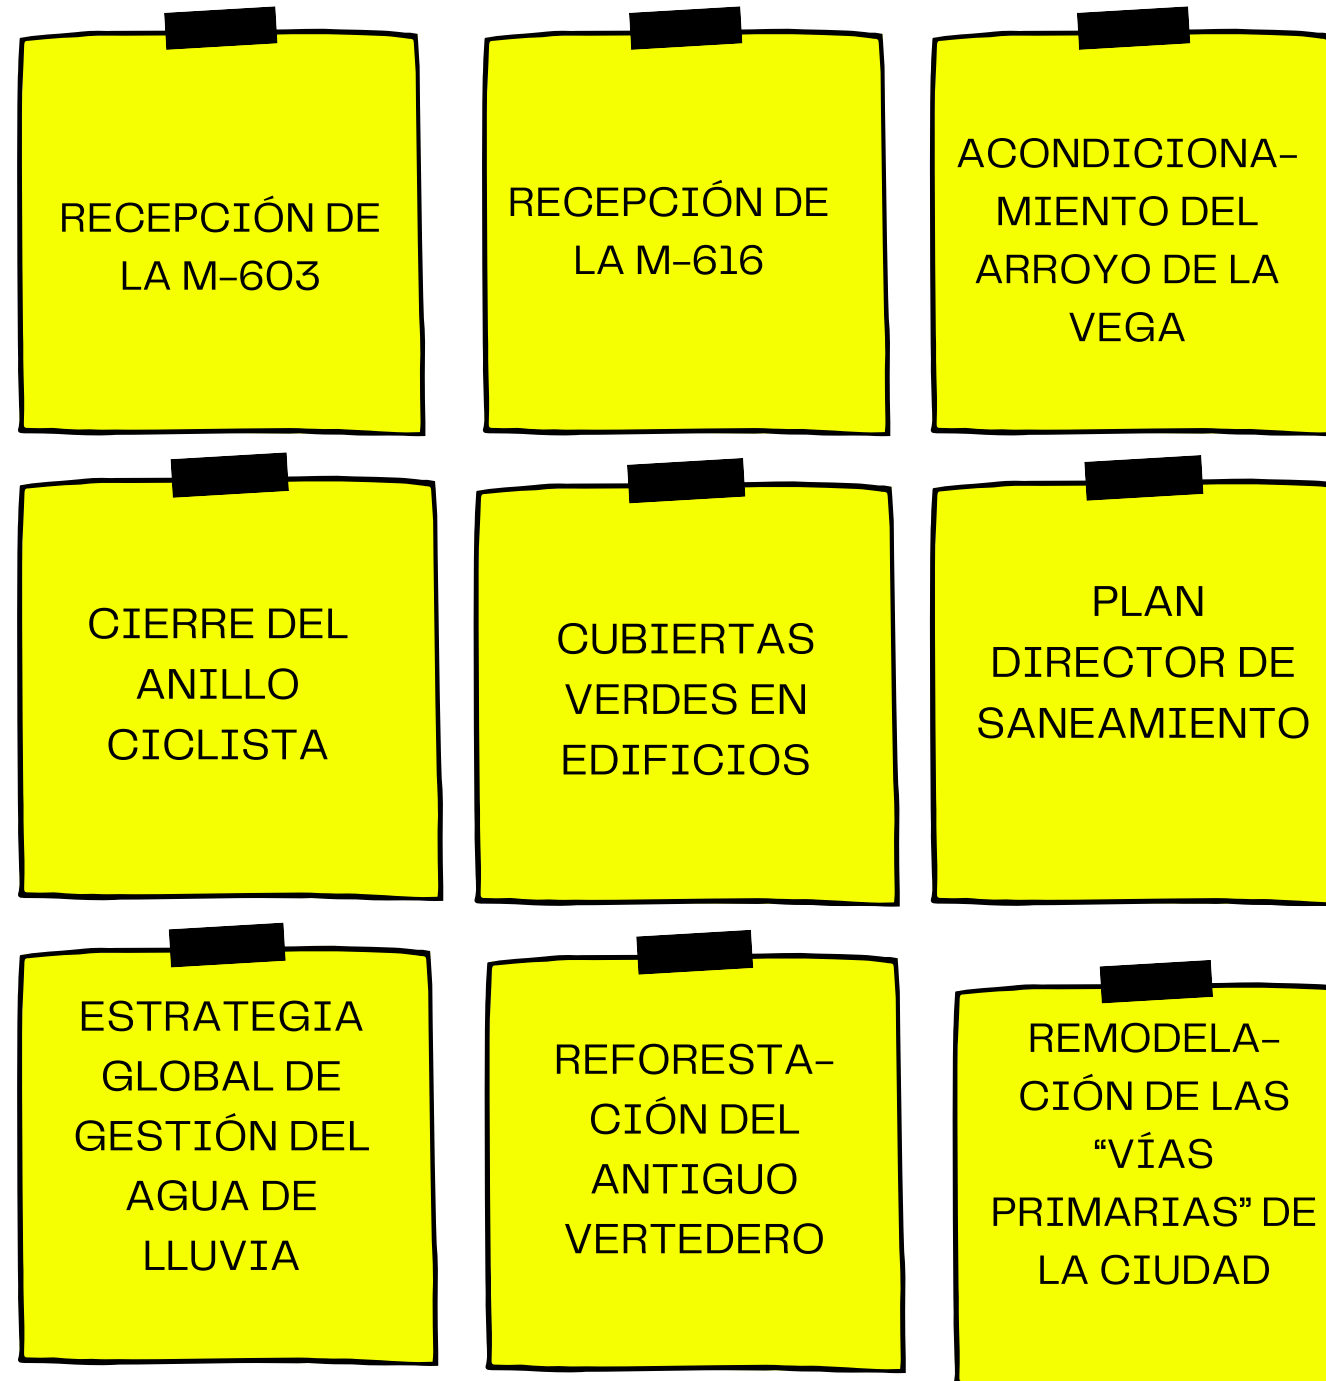 RECEPCIÓN DE
LA M-603
RECEPCIÓN DE
LA M-616
ACONDICIONA-
MIENTO DEL
ARROYO DE LA
VEGA
CIERRE DEL
ANILLO
CICLISTA
CUBIERTAS
VERDES EN
EDIFICIOS
PLAN
DIRECTOR DE
SANEAMIENTO
ESTRATEGIA
GLOBAL DE
GESTIÓN DEL
AGUA DE
LLUVIA
REFORESTA-
CIÓN DEL
ANTIGUO
VERTEDERO
REMODELA-
CIÓN DE LAS
“VÍAS
PRIMARIAS” DE
LA CIUDAD